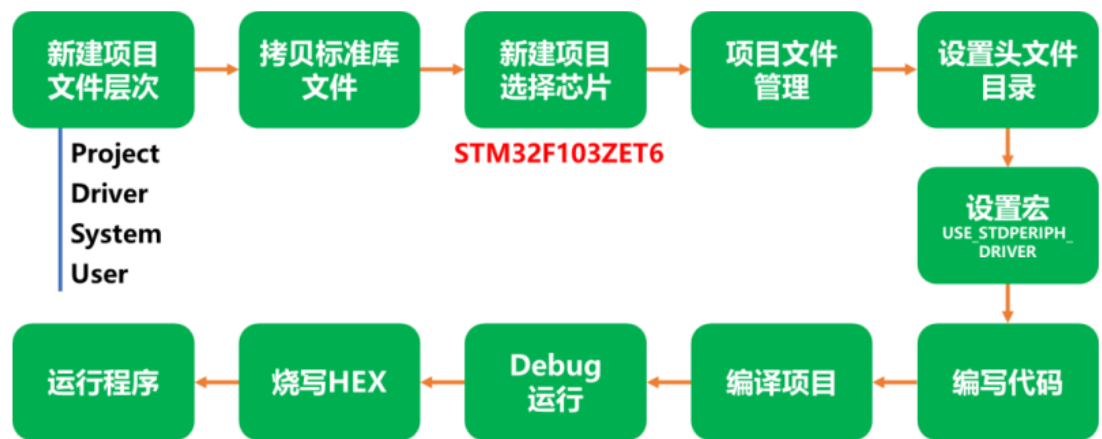 新建项目
文件层次
拷贝标准库
文件
新建项目
选择芯片
项目文件
管理
设置头文件
目录
Project
Driver
System
User
STM32F103ZET6
设置宏
USE_STDPERIPH_
DRIVER
运行程序
烧写HEX
Debug
运行
编译项目
编写代码